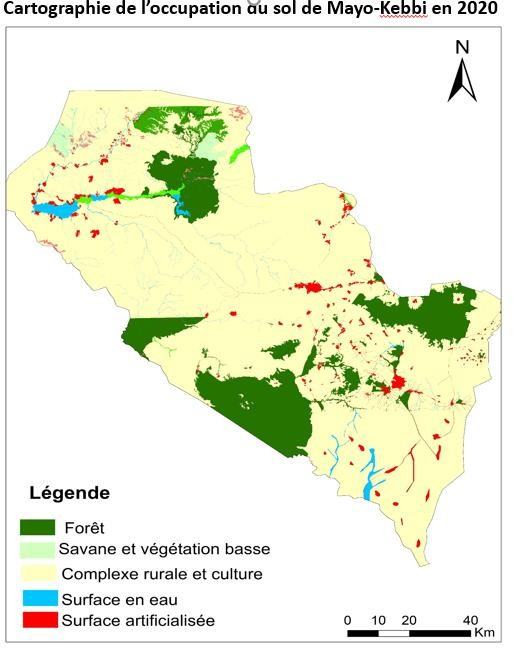 Cartographie de l'occupation du sol de Mayo-Kebbi en 2020
N
Légende
Forêt
Savane et végétation basse
Complexe rurale et culture
Surface en eau
Surface artificialisée
0 10 20 40
Km